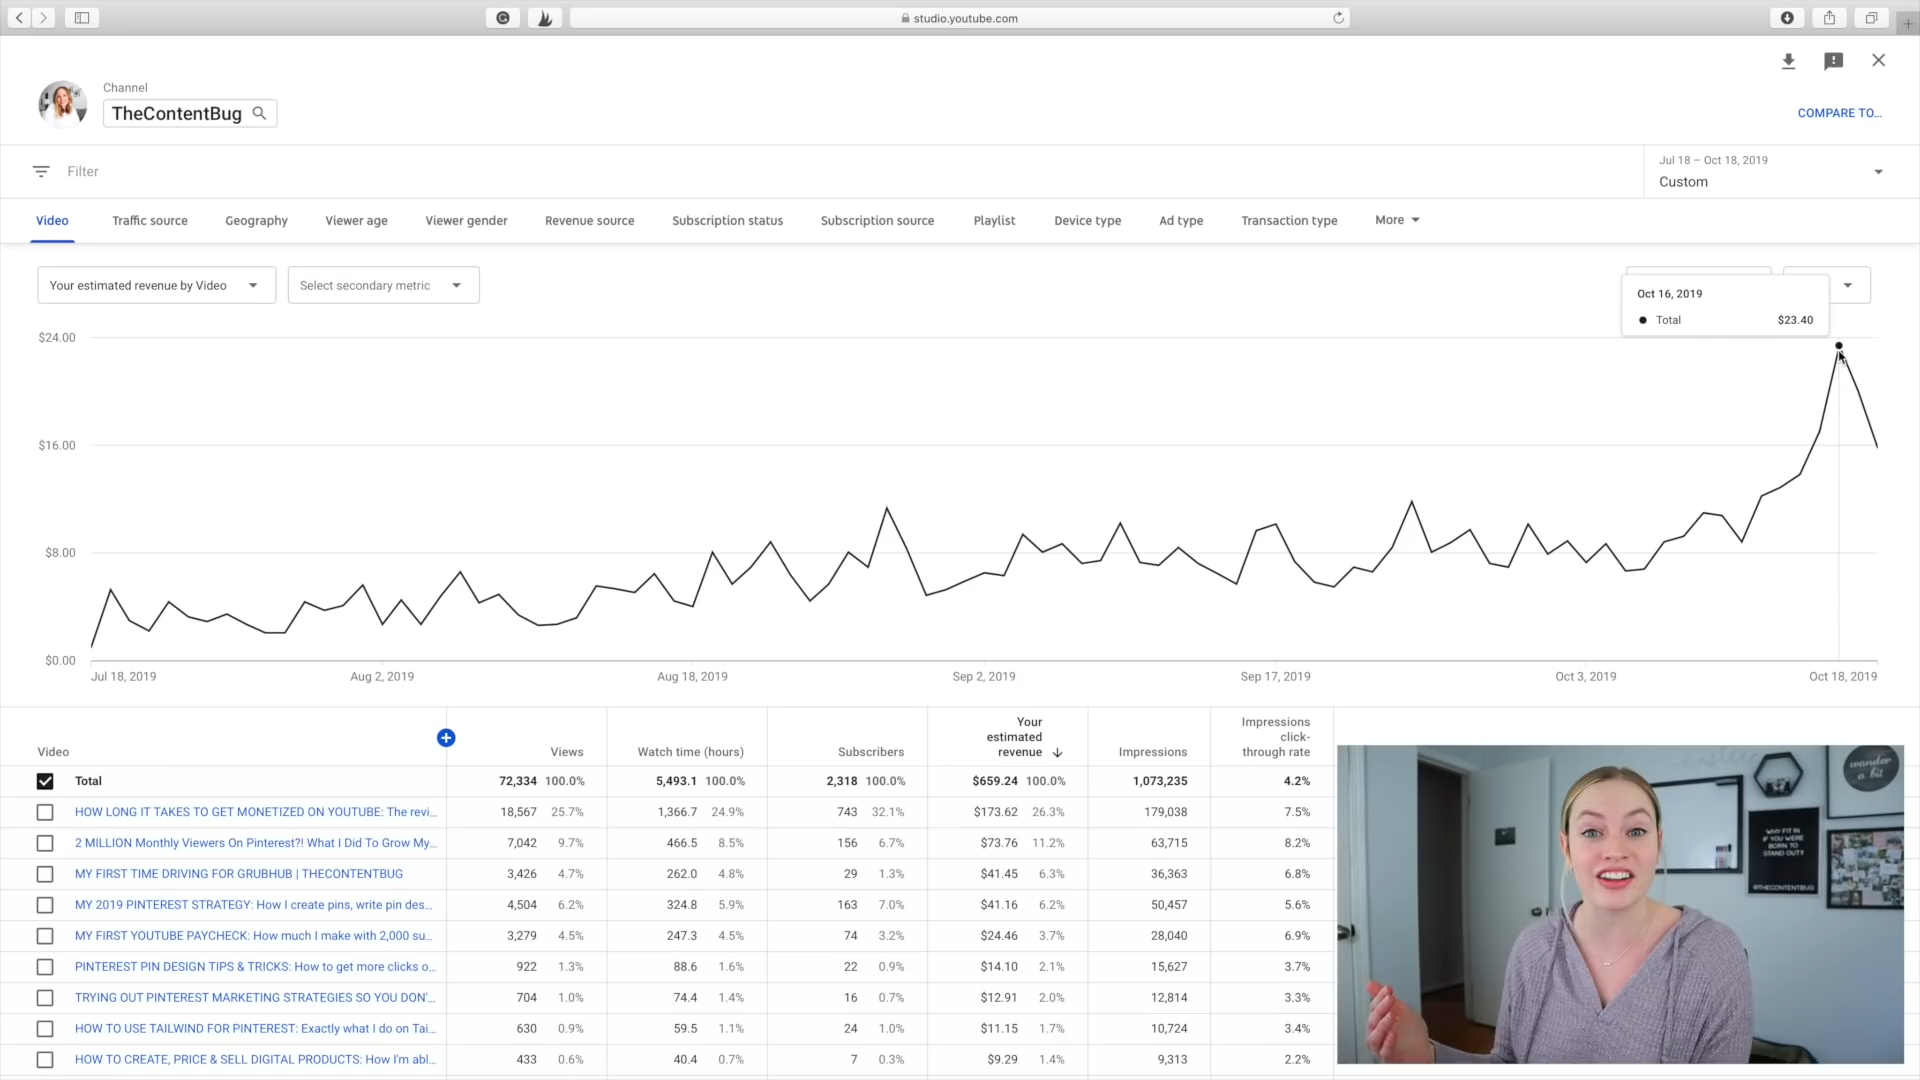 studio.youtube.com
Channel
TheContentBug
COMPARE TO...
Filter
Jul 18 – Oct 18, 2019
Custom
Video Traffic source Geography Viewer age Viewer gender Revenue source Subscription status Subscription source Playlist Device type Ad type Transaction type More
Your estimated revenue by Video Select secondary metric
Oct 16, 2019
Total $23.40
$24.00
$16.00
$8.00
$0.00
Jul 18, 2019 Aug 2, 2019 Aug 18, 2019 Sep 2, 2019 Sep 17, 2019 Oct 3, 2019 Oct 18, 2019
Video Views Watch time (hours) Subscribers Your estimated revenue Impressions Impressions click-through rate
Total 72,334 100.0% 5,493.1 100.0% 2,318 100.0% $659.24 100.0% 1,073,235 4.2%
HOW LONG IT TAKES TO GET MONETIZED ON YOUTUBE: The revi... 18,567 25.7% 1,366.7 24.9% 743 32.1% $173.62 26.3% 179,038 7.5%
2 MILLION Monthly Viewers On Pinterest?! What I Did To Grow My... 7,042 9.7% 466.5 8.5% 156 6.7% $73.76 11.2% 63,715 8.2%
MY FIRST TIME DRIVING FOR GRUBHUB | THECONTENTBUG 3,426 4.7% 262.0 4.8% 29 1.3% $41.45 6.3% 36,363 6.8%
MY 2019 PINTEREST STRATEGY: How I create pins, write pin des... 4,504 6.2% 324.8 5.9% 163 7.0% $41.16 6.2% 50,457 5.6%
MY FIRST YOUTUBE PAYCHECK: How much I make with 2,000 su... 3,279 4.5% 247.3 4.5% 74 3.2% $24.46 3.7% 28,040 6.9%
PINTEREST PIN DESIGN TIPS & TRICKS: How to get more clicks o... 922 1.3% 88.6 1.6% 22 0.9% $14.10 2.1% 15,627 3.7%
TRYING OUT PINTEREST MARKETING STRATEGIES SO YOU DON'... 704 1.0% 74.4 1.4% 16 0.7% $12.91 2.0% 12,814 3.3%
HOW TO USE TAILWIND FOR PINTEREST: Exactly what I do on Tai... 630 0.9% 59.5 1.1% 24 1.0% $11.15 1.7% 10,724 3.4%
HOW TO CREATE, PRICE & SELL DIGITAL PRODUCTS: How I'm abl... 433 0.6% 40.4 0.7% 7 0.3% $9.29 1.4% 9,313 2.2%
wander
a bit
WHY FIT IN
IF YOU WERE
BORN TO
STAND OUT?
@THECONTENTBUG